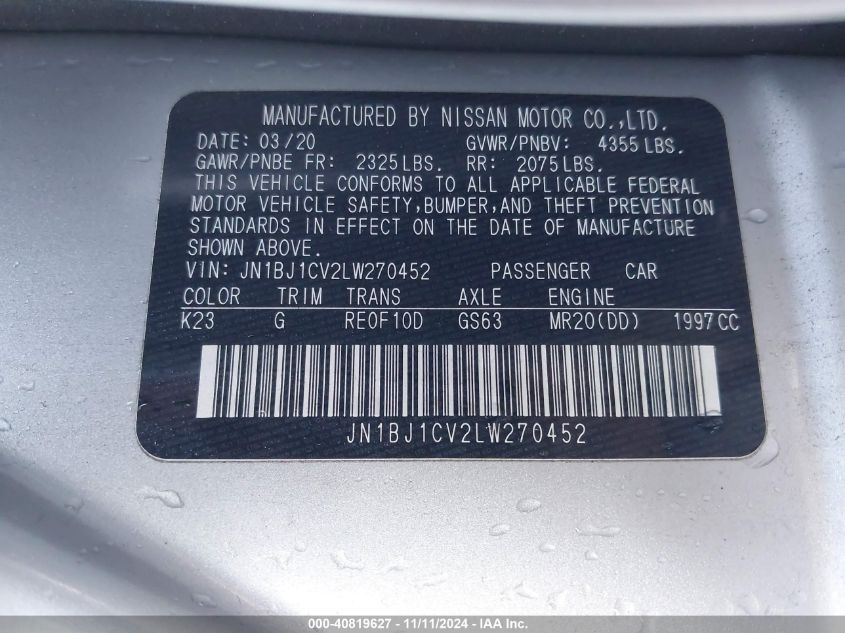 MANUFACTURED BY NISSAN MOTOR CO.,LTD.
DATE: 03/20 GVWR/PNBV: 4355 LBS.
GAWR/PNBE FR: 2325 LBS. RR: 2075 LBS.
THIS VEHICLE CONFORMS TO ALL APPLICABLE FEDERAL
MOTOR VEHICLE SAFETY,BUMPER,AND THEFT PREVENTION
STANDARDS IN EFFECT ON THE DATE OF MANUFACTURE
SHOWN ABOVE.
VIN: JN1BJ1CV2LW270452 PASSENGER CAR
COLOR TRIM TRANS AXLE ENGINE
K23 G RE0F10D GS63 MR20(DD) 1997CC
JN1BJ1CV2LW270452
000-40819627 - 11/11/2024 - IAA Inc.